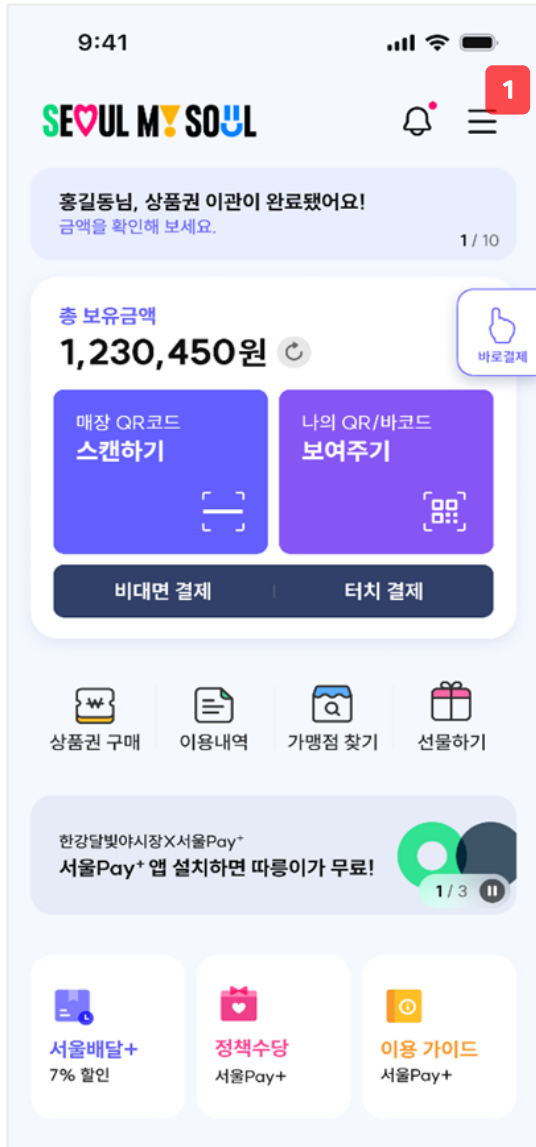 9:41
1
SEOUL MY SOUL
홍길동님, 상품권 이관이 완료됐어요!
금액을 확인해 보세요.
1 / 10
총 보유금액
1,230,450원
바로결제
매장 QR코드
스캔하기
나의 QR/바코드
보여주기
비대면 결제
터치 결제
상품권 구매
이용내역
가맹점 찾기
선물하기
한강달빛야시장X서울Pay+
서울Pay+ 앱 설치하면 따릉이가 무료!
1 / 3
서울배달+
7% 할인
정책수당
서울Pay+
이용 가이드
서울Pay+